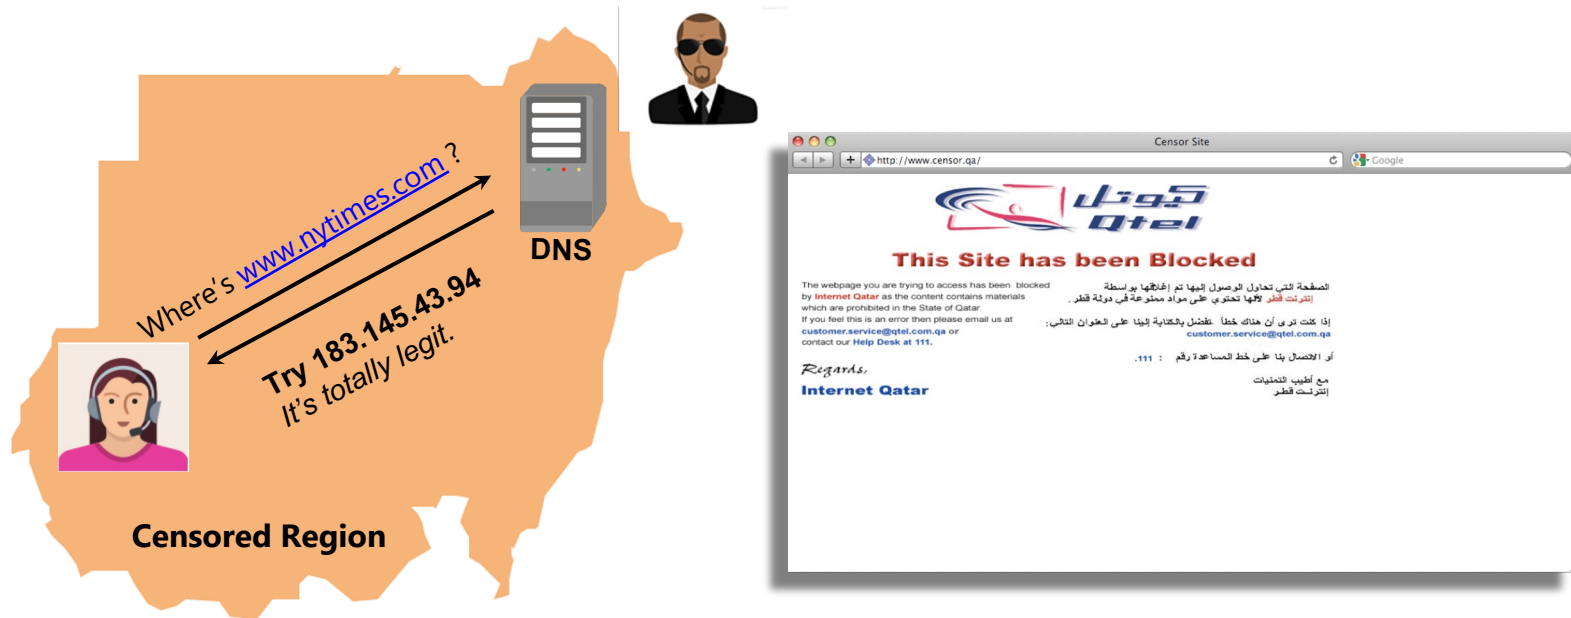 Where's www.nytimes.com ?
DNS
Try 183.145.43.94
It's totally legit.
Censored Region
Censor Site
http://www.censor.qa/
Google
كيوتل
Qtel
This Site has been Blocked
The webpage you are trying to access has been blocked
by Internet Qatar as the content contains materials
which are prohibited in the State of Qatar.
If you feel this is an error then please email us at
customer.service@qtel.com.qa or
contact our Help Desk at 111.
Regards,
Internet Qatar
الصفحة التي تحاول الوصول إليها تم إغلاقها بواسطة
إنترنت قطر لأنها تحتوي على مواد ممنوعة في دولة قطر .
إذا كنت ترى أن هناك خطأ تفضل بالكتابة إلينا على العنوان التالي:
customer.service@qtel.com.qa
أو الاتصال بنا على خط المساعدة رقم : 111.
مع أطيب التمنيات
إنترنت قطر